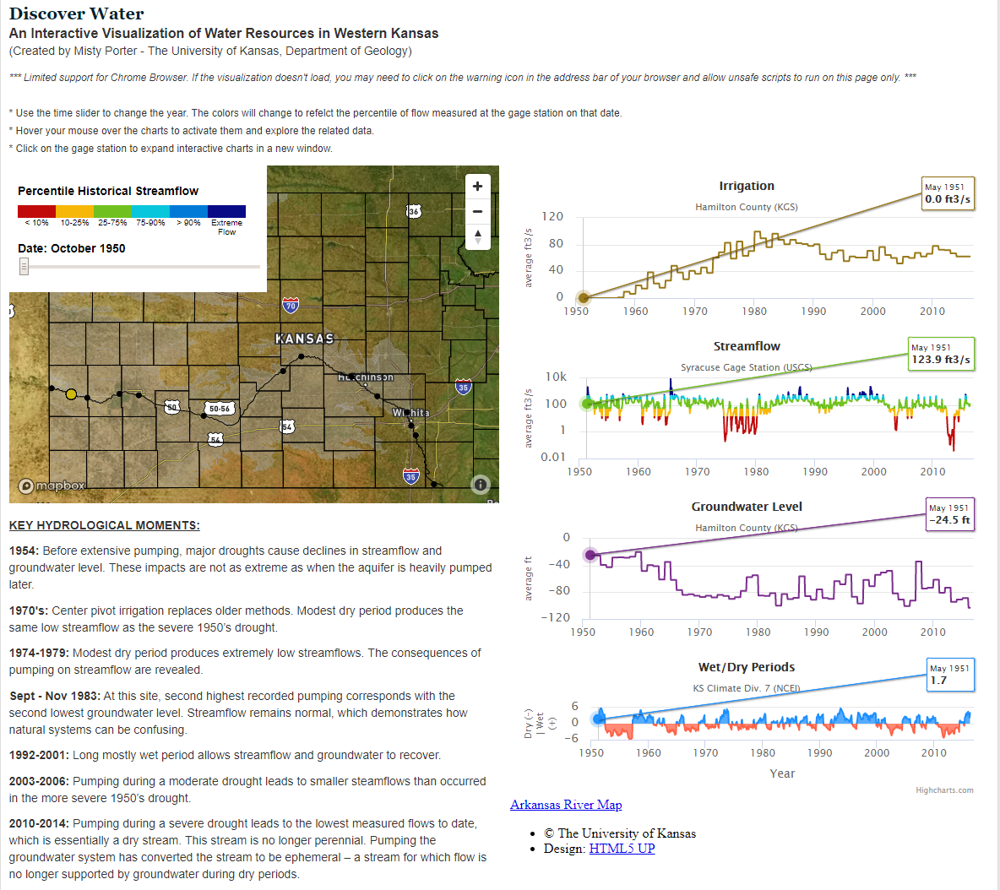 Discover Water
An Interactive Visualization of Water Resources in Western Kansas
(Created by Misty Porter - The University of Kansas, Department of Geology)
*** Limited support for Chrome Browser. If the visualization doesn't load, you may need to click on the warning icon in the address bar of your browser and allow unsafe scripts to run on this page only. ***
* Use the time slider to change the year. The colors will change to refelct the percentile of flow measured at the gage station on that date.
* Hover your mouse over the charts to activate them and explore the related data.
* Click on the gage station to expand interactive charts in a new window.
Percentile Historical Streamflow
< 10% 10-25% 25-75% 75-90% > 90% Extreme
Flow
Date: October 1950
+
−
36
70
KANSAS
Hutchinson
35
50
50-56
Wichita
54
54
35
mapbox
i
KEY HYDROLOGICAL MOMENTS:
1954: Before extensive pumping, major droughts cause declines in streamflow and
groundwater level. These impacts are not as extreme as when the aquifer is heavily pumped
later.
1970's: Center pivot irrigation replaces older methods. Modest dry period produces the
same low streamflow as the severe 1950's drought.
1974-1979: Modest dry period produces extremely low streamflows. The consequences of
pumping on streamflow are revealed.
Sept - Nov 1983: At this site, second highest recorded pumping corresponds with the
second lowest groundwater level. Streamflow remains normal, which demonstrates how
natural systems can be confusing.
1992-2001: Long mostly wet period allows streamflow and groundwater to recover.
2003-2006: Pumping during a moderate drought leads to smaller steamflows than occurred
in the more severe 1950's drought.
2010-2014: Pumping during a severe drought leads to the lowest measured flows to date,
which is essentially a dry stream. This stream is no longer perennial. Pumping the
groundwater system has converted the stream to be ephemeral – a stream for which flow is
no longer supported by groundwater during dry periods.
Irrigation
Hamilton County (KGS)
May 1951
0.0 ft3/s
average ft3/s
120
80
40
0
1950 1960 1970 1980 1990 2000 2010
Streamflow
Syracuse Gage Station (USGS)
May 1951
123.9 ft3/s
average ft3/s
10k
100
1
0.01
1950 1960 1970 1980 1990 2000 2010
Groundwater Level
Hamilton County (KGS)
May 1951
−24.5 ft
average ft
0
−40
−80
−120
1950 1960 1970 1980 1990 2000 2010
Wet/Dry Periods
KS Climate Div. 7 (NCEI)
May 1951
1.7
Dry (-)
| Wet
(+)
6
0
−6
1950 1960 1970 1980 1990 2000 2010
Year
Highcharts.com
Arkansas River Map
• © The University of Kansas
• Design: HTML5 UP